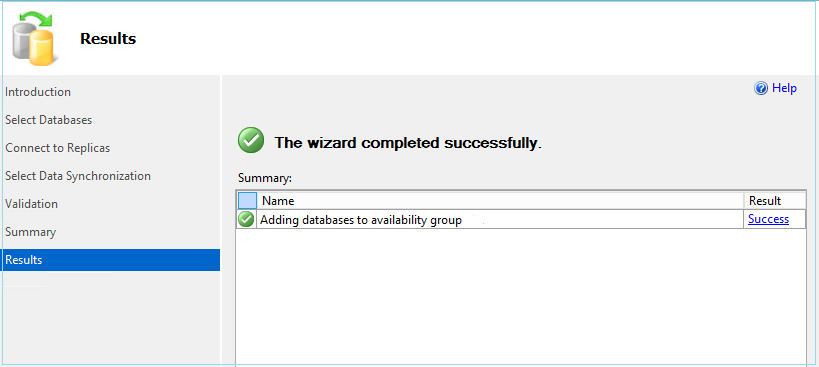 Results
Introduction
Select Databases
Connect to Replicas
Select Data Synchronization
Validation
Summary
Results
Help
The wizard completed successfully.
Summary:
Name Result
Adding databases to availability group Success